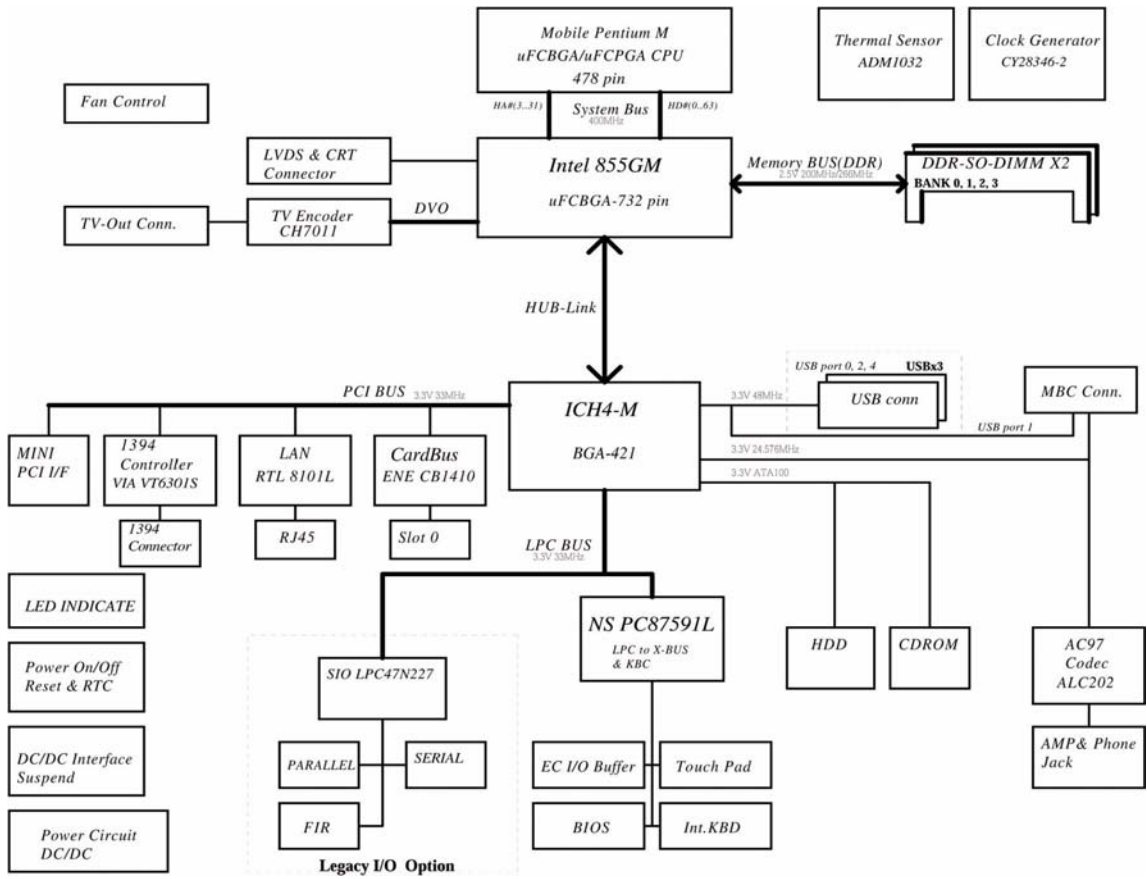 Mobile Pentium M
uFCBGA/uFCPGA CPU
478 pin
Thermal Sensor
ADM1032
Clock Generator
CY28346-2
Fan Control
HA#(3..31)
System Bus
400MHz
HD#(0..63)
LVDS & CRT
Connector
Intel 855GM
uFCBGA-732 pin
Memory BUS(DDR)
2.5V 200MHz/266MHz
DDR-SO-DIMM X2
BANK 0, 1, 2, 3
TV-Out Conn.
TV Encoder
CH7011
DVO
HUB-Link
USB port 0, 2, 4
USBx3
USB conn
MBC Conn.
PCI BUS
3.3V 33MHz
ICH4-M
BGA-421
3.3V 48MHz
USB port 1
3.3V 24.576MHz
3.3V ATA100
MINI
PCI I/F
1394
Controller
VIA VT6301S
LAN
RTL 8101L
CardBus
ENE CB1410
1394
Connector
RJ45
Slot 0
LPC BUS
3.3V 33MHz
LED INDICATE
Power On/Off
Reset & RTC
DC/DC Interface
Suspend
Power Circuit
DC/DC
SIO LPC47N227
PARALLEL
SERIAL
FIR
Legacy I/O Option
NS PC87591L
LPC to X-BUS
& KBC
EC I/O Buffer
Touch Pad
BIOS
Int.KBD
HDD
CDROM
AC97
Codec
ALC202
AMP& Phone
Jack